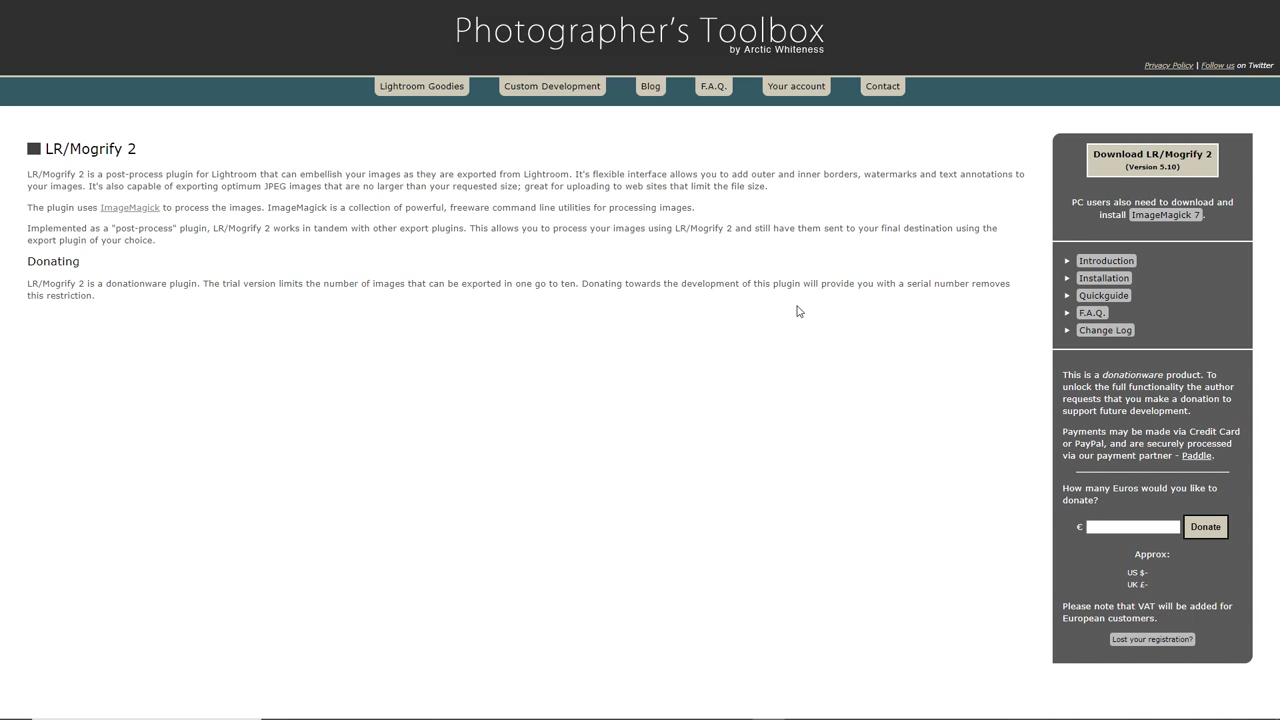 Photographer's Toolbox
by Arctic Whiteness
Privacy Policy | Follow us on Twitter
Lightroom Goodies
Custom Development
Blog
F.A.Q.
Your account
Contact
LR/Mogrify 2
LR/Mogrify 2 is a post-process plugin for Lightroom that can embellish your images as they are exported from Lightroom. It's flexible interface allows you to add outer and inner borders, watermarks and text annotations to
your images. It's also capable of exporting optimum JPEG images that are no larger than your requested size; great for uploading to web sites that limit the file size.
The plugin uses ImageMagick to process the images. ImageMagick is a collection of powerful, freeware command line utilities for processing images.
Implemented as a "post-process" plugin, LR/Mogrify 2 works in tandem with other export plugins. This allows you to process your images using LR/Mogrify 2 and still have them sent to your final destination using the
export plugin of your choice.
Donating
LR/Mogrify 2 is a donationware plugin. The trial version limits the number of images that can be exported in one go to ten. Donating towards the development of this plugin will provide you with a serial number removes
this restriction.
Download LR/Mogrify 2
(Version 5.10)
PC users also need to download and
install ImageMagick 7.
Introduction
Installation
Quickguide
F.A.Q.
Change Log
This is a donationware product. To
unlock the full functionality the author
requests that you make a donation to
support future development.
Payments may be made via Credit Card
or PayPal, and are securely processed
via our payment partner - Paddle.
How many Euros would you like to
donate?
€ Donate
Approx:
US $-
UK £-
Please note that VAT will be added for
European customers.
Lost your registration?